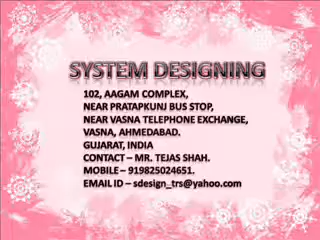 SYSTEM DESIGNING
102, AAGAM COMPLEX,
NEAR PRATAPKUNJ BUS STOP,
NEAR VASNA TELEPHONE EXCHANGE,
VASNA, AHMEDABAD.
GUJARAT, INDIA
CONTACT – MR. TEJAS SHAH.
MOBILE – 919825024651.
EMAIL ID – sdesign_trs@yahoo.com